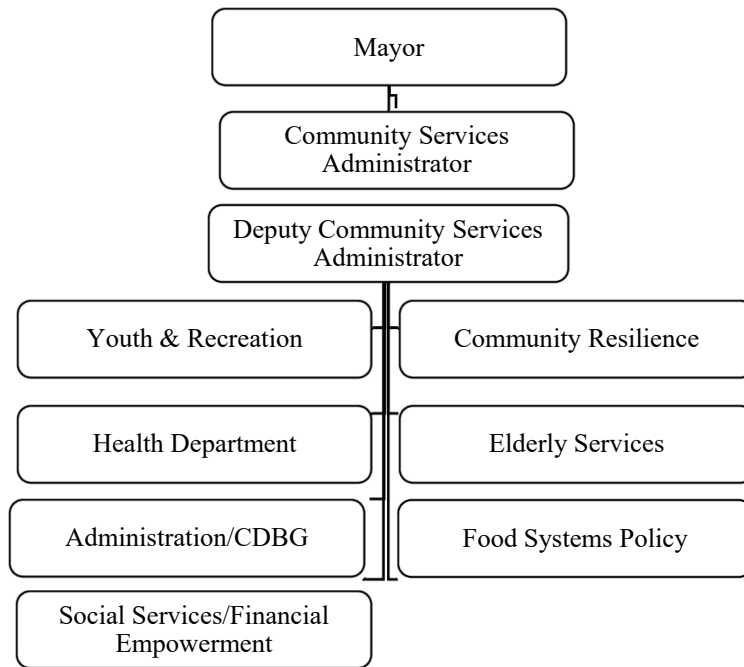 Mayor
Community Services
Administrator
Deputy Community Services
Administrator
Youth & Recreation
Community Resilience
Health Department
Elderly Services
Administration/CDBG
Food Systems Policy
Social Services/Financial
Empowerment